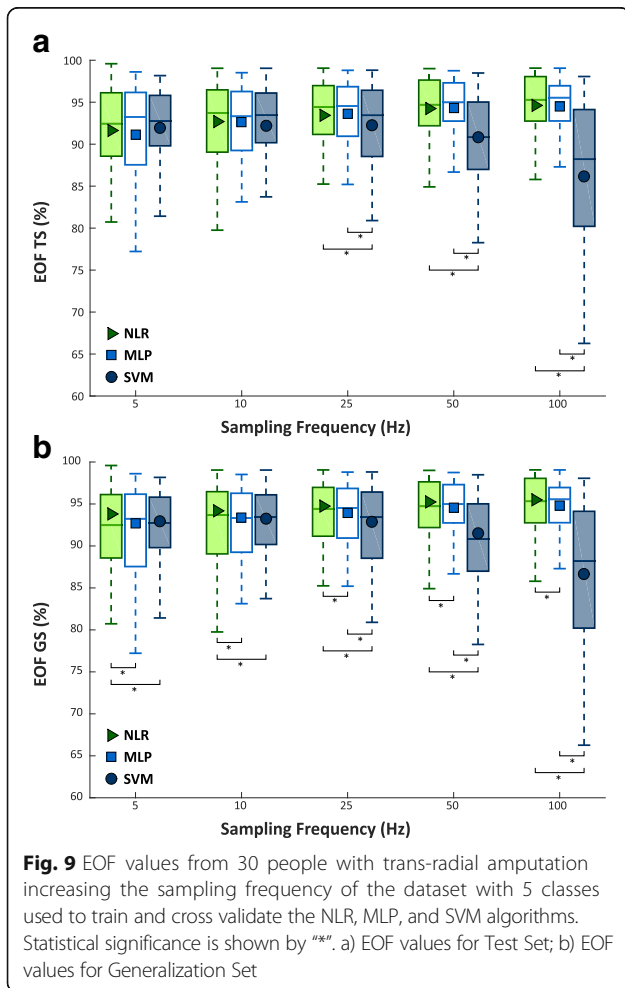 a
100
95
90
85
80
75
70
65
60
EOF TS (%)
NLR
MLP
SVM
*
*
*
*
*
*
5 10 25 50 100
Sampling Frequency (Hz)
b
100
95
90
85
80
75
70
65
60
EOF GS (%)
NLR
MLP
SVM
*
*
*
*
*
*
*
*
*
*
*
*
*
5 10 25 50 100
Sampling Frequency (Hz)
Fig. 9 EOF values from 30 people with trans-radial amputation
increasing the sampling frequency of the dataset with 5 classes
used to train and cross validate the NLR, MLP, and SVM algorithms.
Statistical significance is shown by “*”. a) EOF values for Test Set; b) EOF
values for Generalization Set